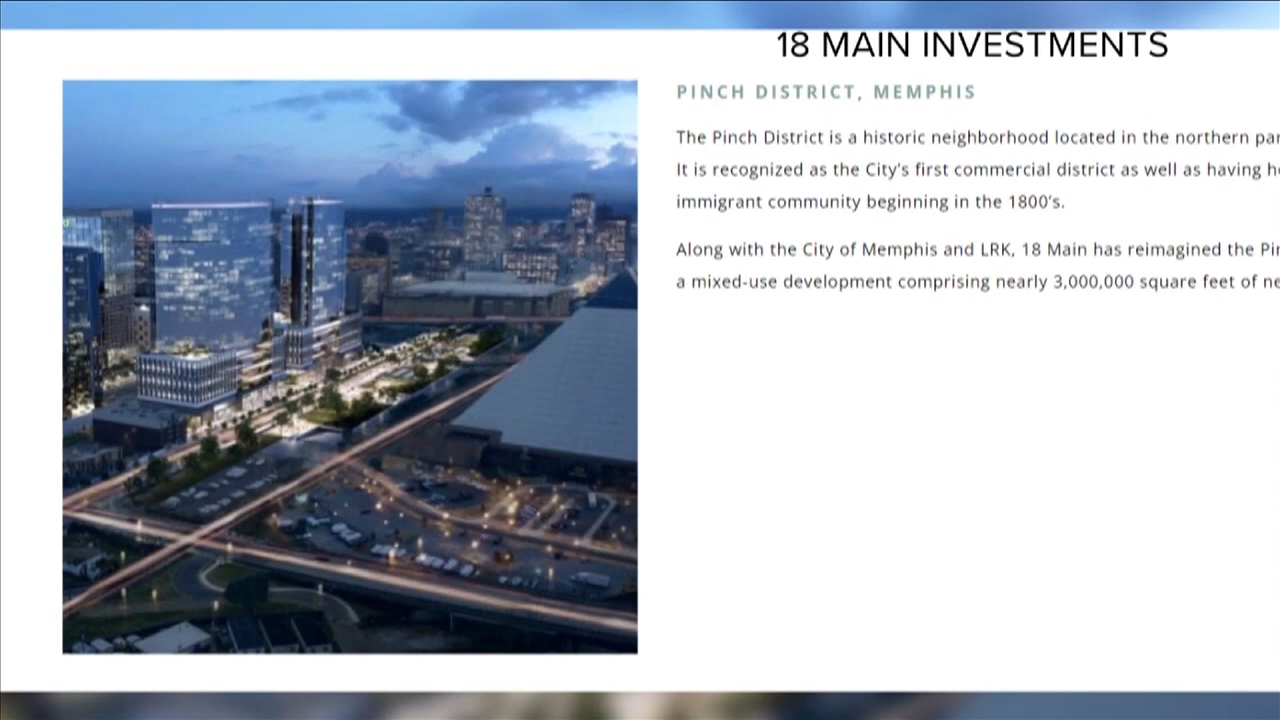 18 MAIN INVESTMENTS
PINCH DISTRICT, MEMPHIS
The Pinch District is a historic neighborhood located in the northern
It is recognized as the City's first commercial district as well as having
immigrant community beginning in the 1800's.
Along with the City of Memphis and LRK, 18 Main has reimagined the
a mixed-use development comprising nearly 3,000,000 square feet of